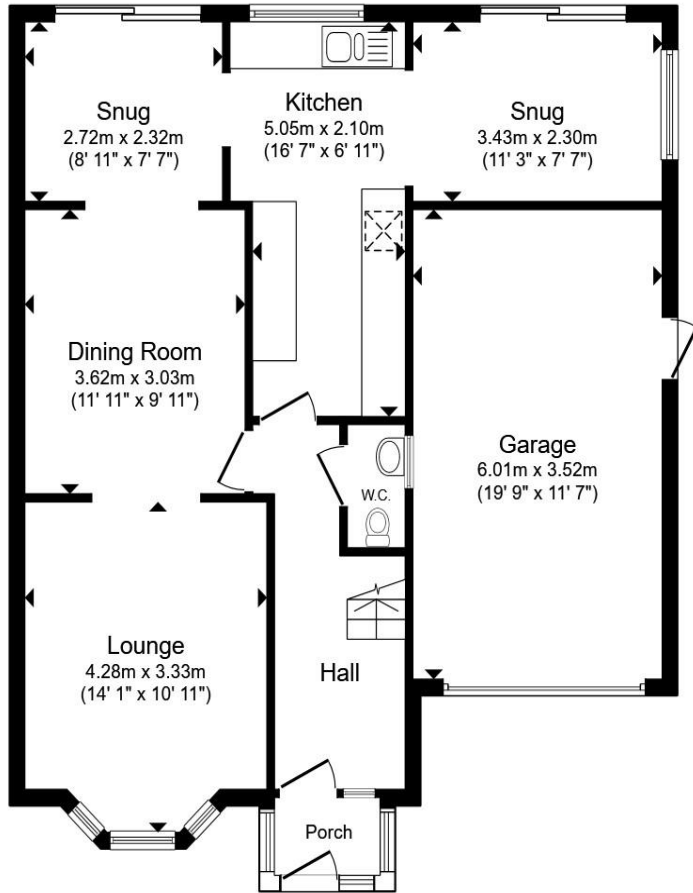 Snug
2.72m x 2.32m
(8' 11" x 7' 7")
Kitchen
5.05m x 2.10m
(16' 7" x 6' 11")
Snug
3.43m x 2.30m
(11' 3" x 7' 7")
Dining Room
3.62m x 3.03m
(11' 11" x 9' 11")
Garage
6.01m x 3.52m
(19' 9" x 11' 7")
W.C.
Lounge
4.28m x 3.33m
(14' 1" x 10' 11")
Hall
Porch